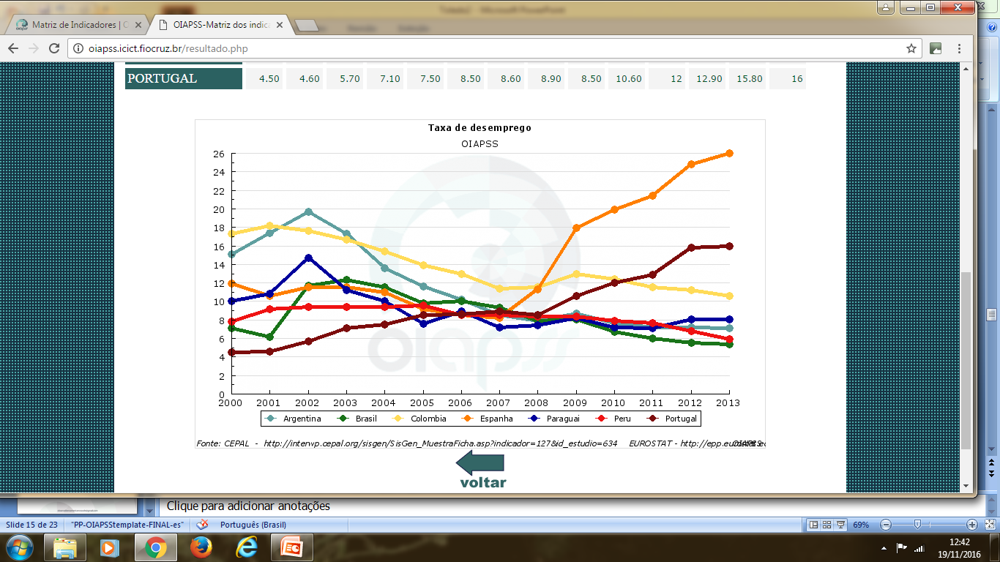 Matriz de Indicadores | O
OIAPSS-Matriz dos indica
oiapss.icict.fiocruz.br/resultado.php
PORTUGAL 4.50 4.60 5.70 7.10 7.50 8.50 8.60 8.90 8.50 10.60 12 12.90 15.80 16
Taxa de desemprego
OIAPSS
26
24
22
20
18
16
14
12
10
8
6
4
2
0
2000 2001 2002 2003 2004 2005 2006 2007 2008 2009 2010 2011 2012 2013
oiapss
Argentina Brasil Colombia Espanha Paraguai Peru Portugal
Fonte: CEPAL - http://intenvp.cepal.org/sisgen/SisGen_MuestraFicha.asp?indicador=127&id_estudio=634 EUROSTAT - http://epp.eurostat.ec
OIAPSS
voltar
Clique para adicionar anotações
Slide 15 de 23 "PP-OIAPSStemplate-FINAL-es" Português (Brasil) 69%
12:42
19/11/2016